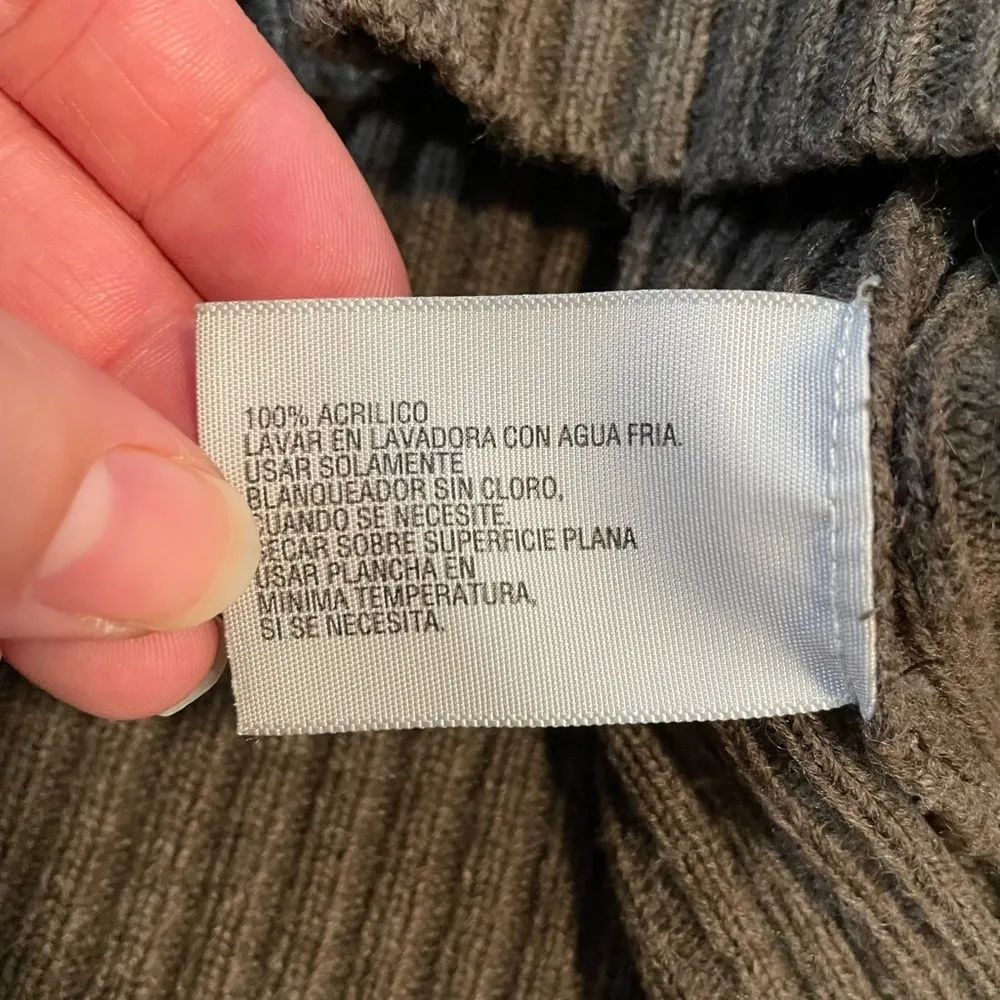 100% ACRILICO
LAVAR EN LAVADORA CON AGUA FRIA.
USAR SOLAMENTE
BLANQUEADOR SIN CLORO,
CUANDO SE NECESITE.
SECAR SOBRE SUPERFICIE PLANA
USAR PLANCHA EN
MINIMA TEMPERATURA,
SI SE NECESITA.